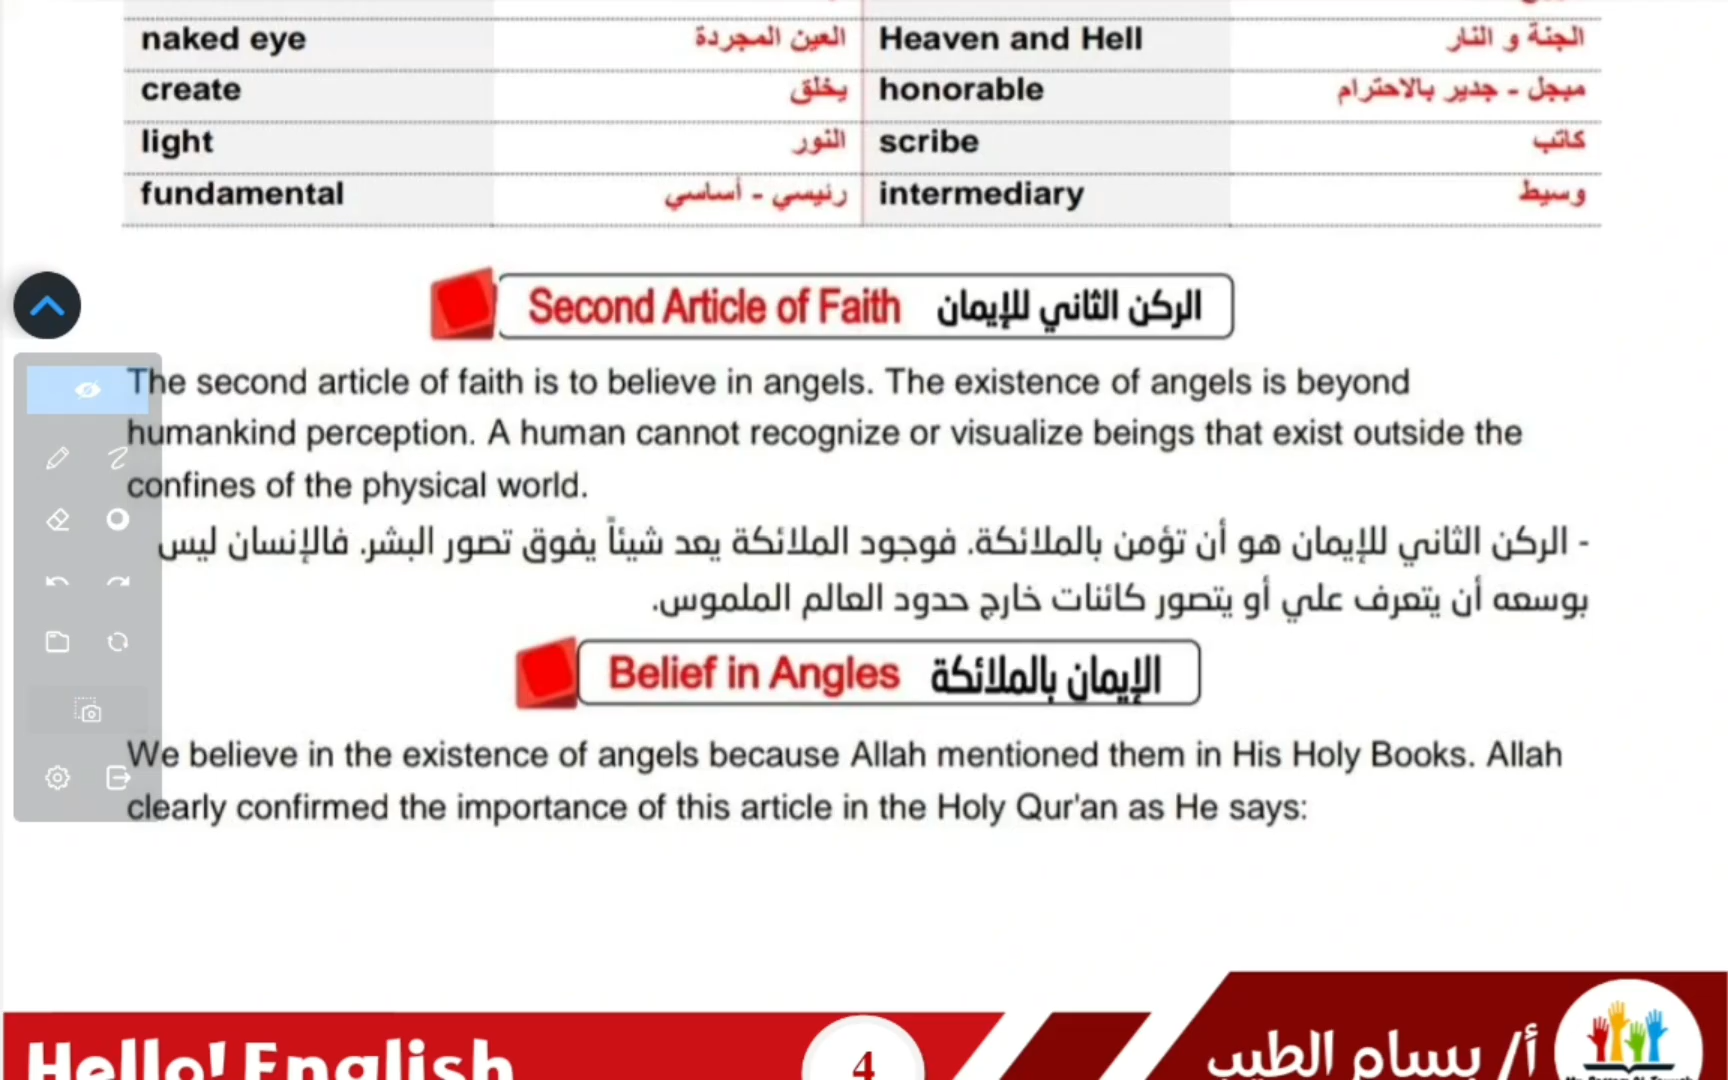 naked eye العين المجردة Heaven and Hell الجنة و النار
create يخلق honorable مبجل - جدير بالاحترام
light النور scribe كاتب
fundamental رئيسي - أساسي intermediary وسيط
Second Article of Faith الركن الثاني للإيمان
The second article of faith is to believe in angels. The existence of angels is beyond
humankind perception. A human cannot recognize or visualize beings that exist outside the
confines of the physical world.
- الركن الثاني للإيمان هو أن تؤمن بالملائكة. فوجود الملائكة يعد شيئاً يفوق تصور البشر. فالإنسان ليس
بوسعه أن يتعرف علي أو يتصور كائنات خارج حدود العالم الملموس.
Belief in Angles الإيمان بالملائكة
We believe in the existence of angels because Allah mentioned them in His Holy Books. Allah
clearly confirmed the importance of this article in the Holy Qur'an as He says:
Hello! English 4 أ/ بسام الطيب